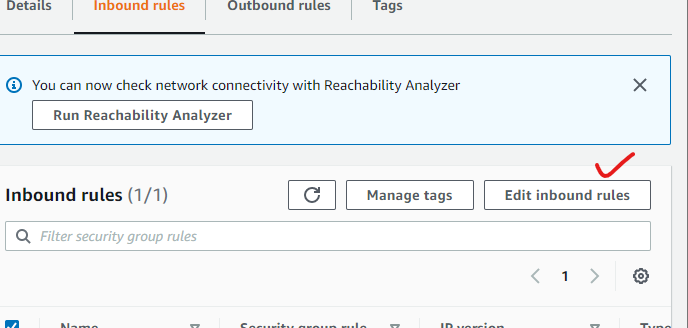 Details Inbound rules Outbound rules Tags
You can now check network connectivity with Reachability Analyzer
Run Reachability Analyzer
Inbound rules (1/1) Manage tags Edit inbound rules
Filter security group rules
1
Name Security group rule IP version Type